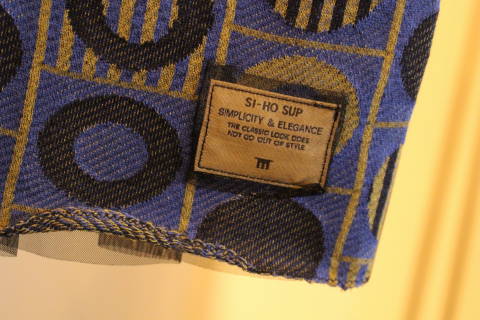 SI-HO SUP
SIMPLICITY & ELEGANCE
THE CLASSIC LOOK DOES
NOT GO OUT OF STYLE